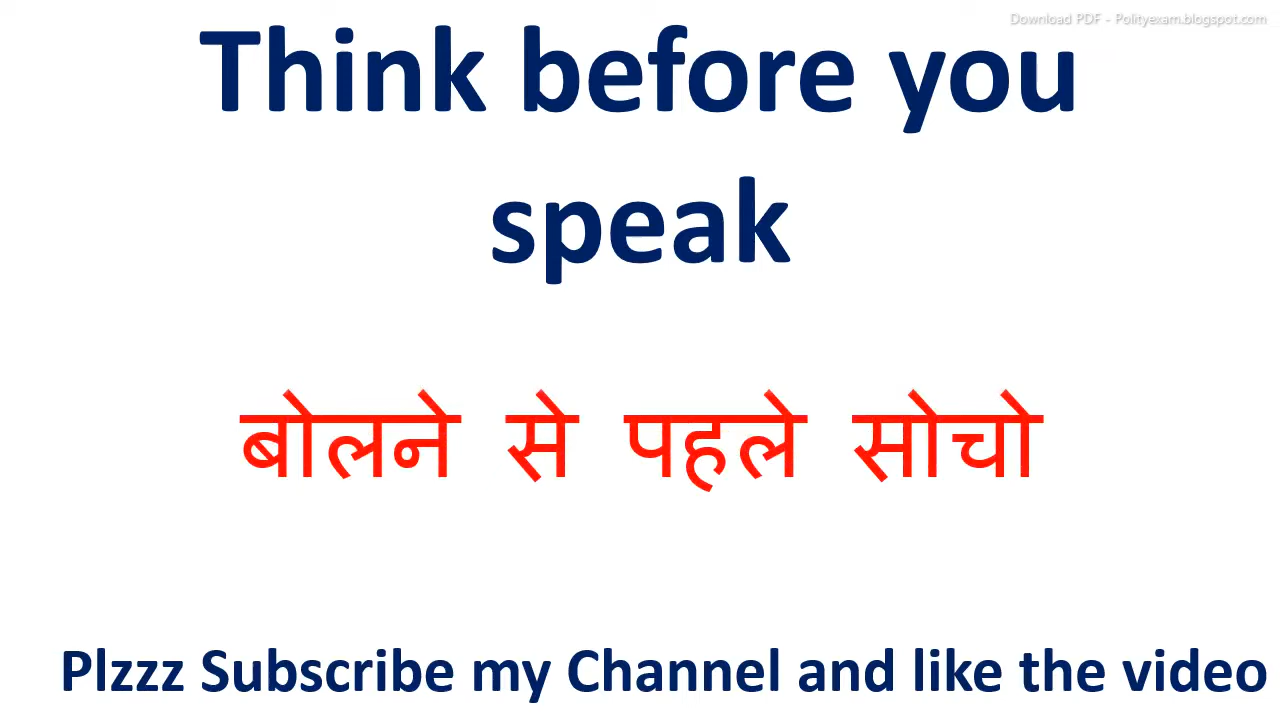 Download PDF - Polityexam.blogspot.com
Think before you
speak
बोलने से पहले सोचो
Plzzz Subscribe my Channel and like the video